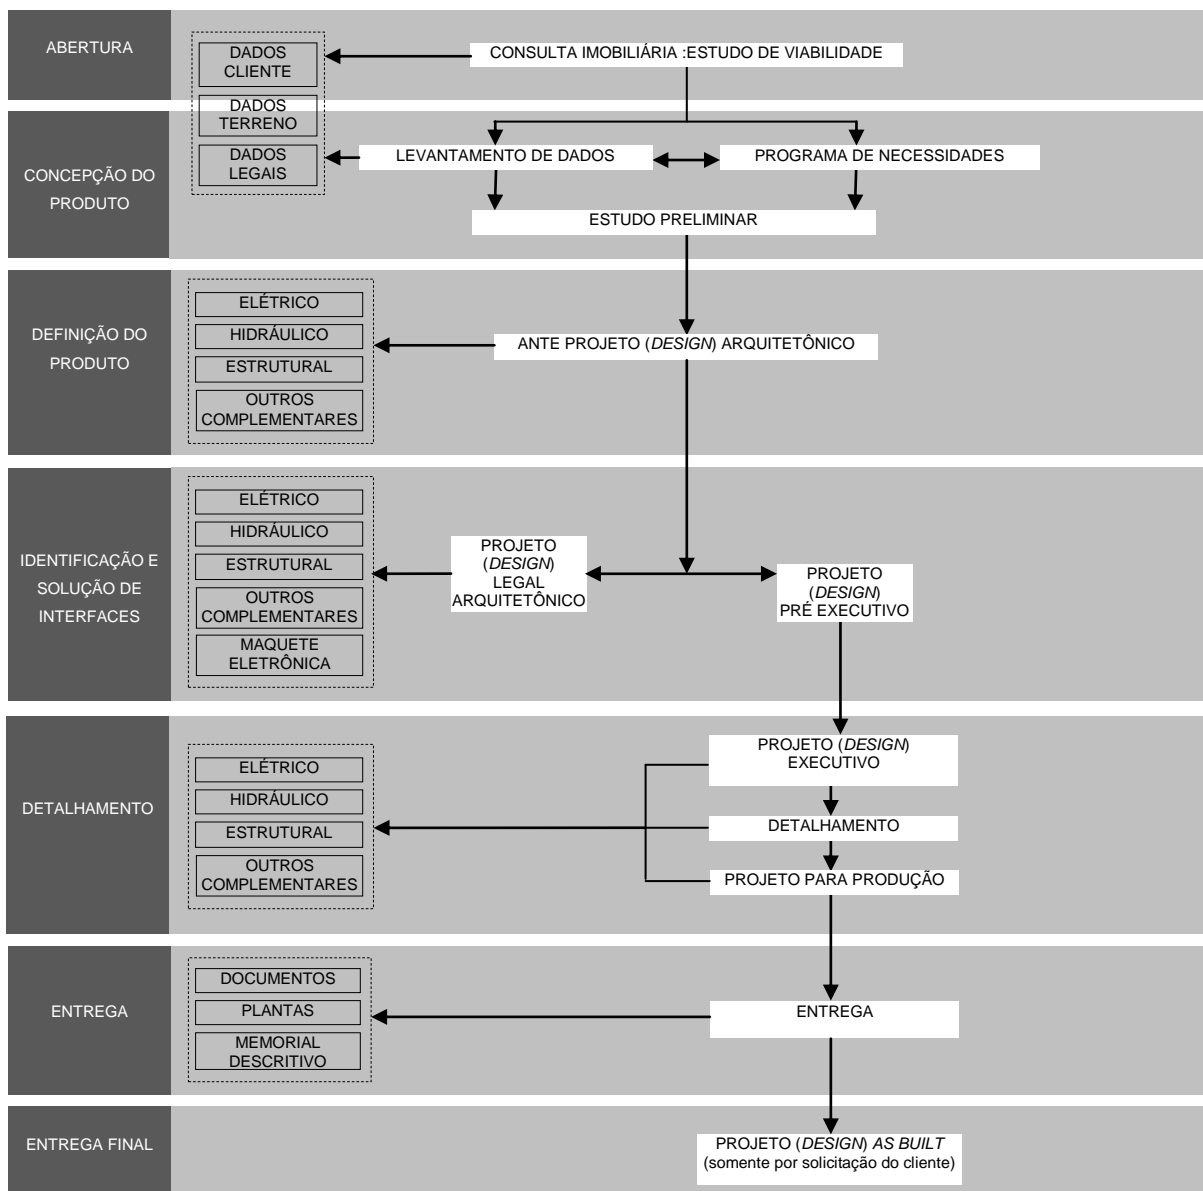 ABERTURA
DADOS
CLIENTE
DADOS
TERRENO
DADOS
LEGAIS
CONSULTA IMOBILIÁRIA :ESTUDO DE VIABILIDADE
CONCEPÇÃO DO
PRODUTO
LEVANTAMENTO DE DADOS
PROGRAMA DE NECESSIDADES
ESTUDO PRELIMINAR
DEFINIÇÃO DO
PRODUTO
ELÉTRICO
HIDRÁULICO
ESTRUTURAL
OUTROS
COMPLEMENTARES
ANTE PROJETO (DESIGN) ARQUITETÔNICO
IDENTIFICAÇÃO E
SOLUÇÃO DE
INTERFACES
ELÉTRICO
HIDRÁULICO
ESTRUTURAL
OUTROS
COMPLEMENTARES
MAQUETE
ELETRÔNICA
PROJETO
(DESIGN)
LEGAL
ARQUITETÔNICO
PROJETO
(DESIGN)
PRÉ EXECUTIVO
DETALHAMENTO
ELÉTRICO
HIDRÁULICO
ESTRUTURAL
OUTROS
COMPLEMENTARES
PROJETO (DESIGN)
EXECUTIVO
DETALHAMENTO
PROJETO PARA PRODUÇÃO
ENTREGA
DOCUMENTOS
PLANTAS
MEMORIAL
DESCRITIVO
ENTREGA
ENTREGA FINAL
PROJETO (DESIGN) AS BUILT
(somente por solicitação do cliente)